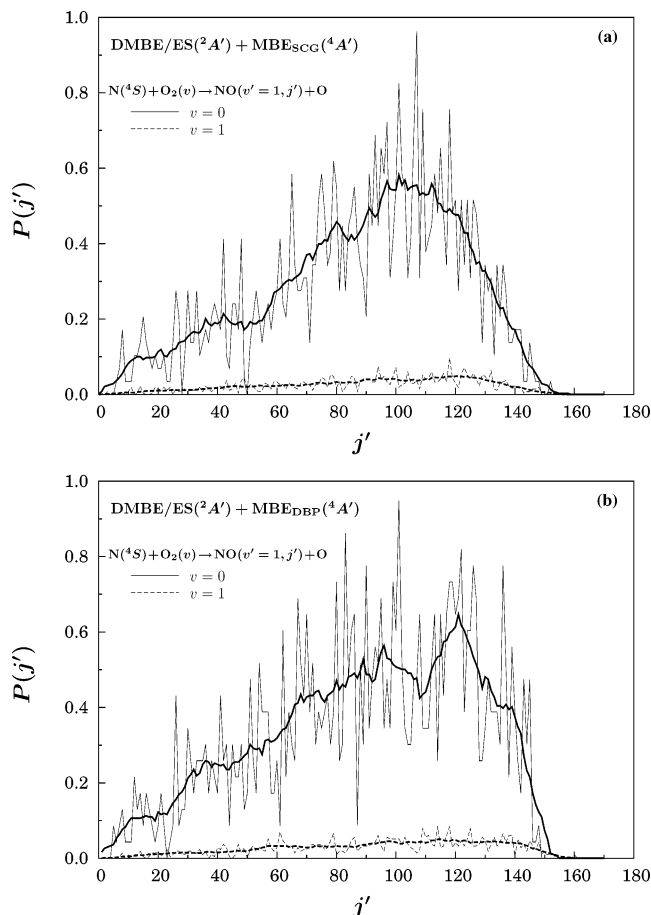 1.0
0.8
0.6
0.4
0.2
0.0
P(j′)
DMBE/ES(²A′) + MBE_SCG(⁴A′)
(a)
N(⁴S)+O₂(v)→NO(v′ = 1, j′)+O
v = 0
v = 1
0 20 40 60 80 100 120 140 160 180
j′
1.0
0.8
0.6
0.4
0.2
0.0
P(j′)
DMBE/ES(²A′) + MBE_DBP(⁴A′)
(b)
N(⁴S)+O₂(v)→NO(v′ = 1, j′)+O
v = 0
v = 1
0 20 40 60 80 100 120 140 160 180
j′